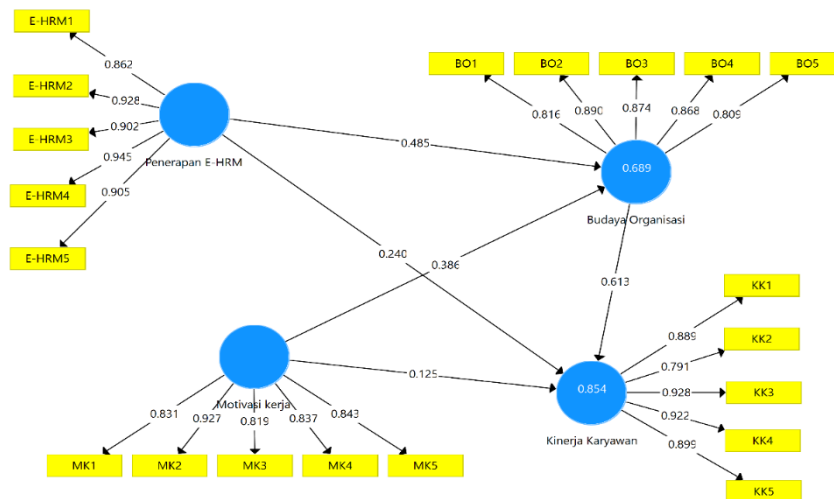 E-HRM1
0.862
E-HRM2
0.928
E-HRM3
0.902
E-HRM4
0.945
E-HRM5
0.905
Penerapan E-HRM
BO1
BO2
BO3
BO4
BO5
0.816
0.890
0.874
0.868
0.809
0.485
0.689
Budaya Organisasi
0.240
0.386
0.613
0.125
Motivasi kerja
0.831
0.927
0.819
0.837
0.843
MK1
MK2
MK3
MK4
MK5
0.854
Kinerja Karyawan
KK1
0.889
KK2
0.791
KK3
0.928
KK4
0.922
KK5
0.899